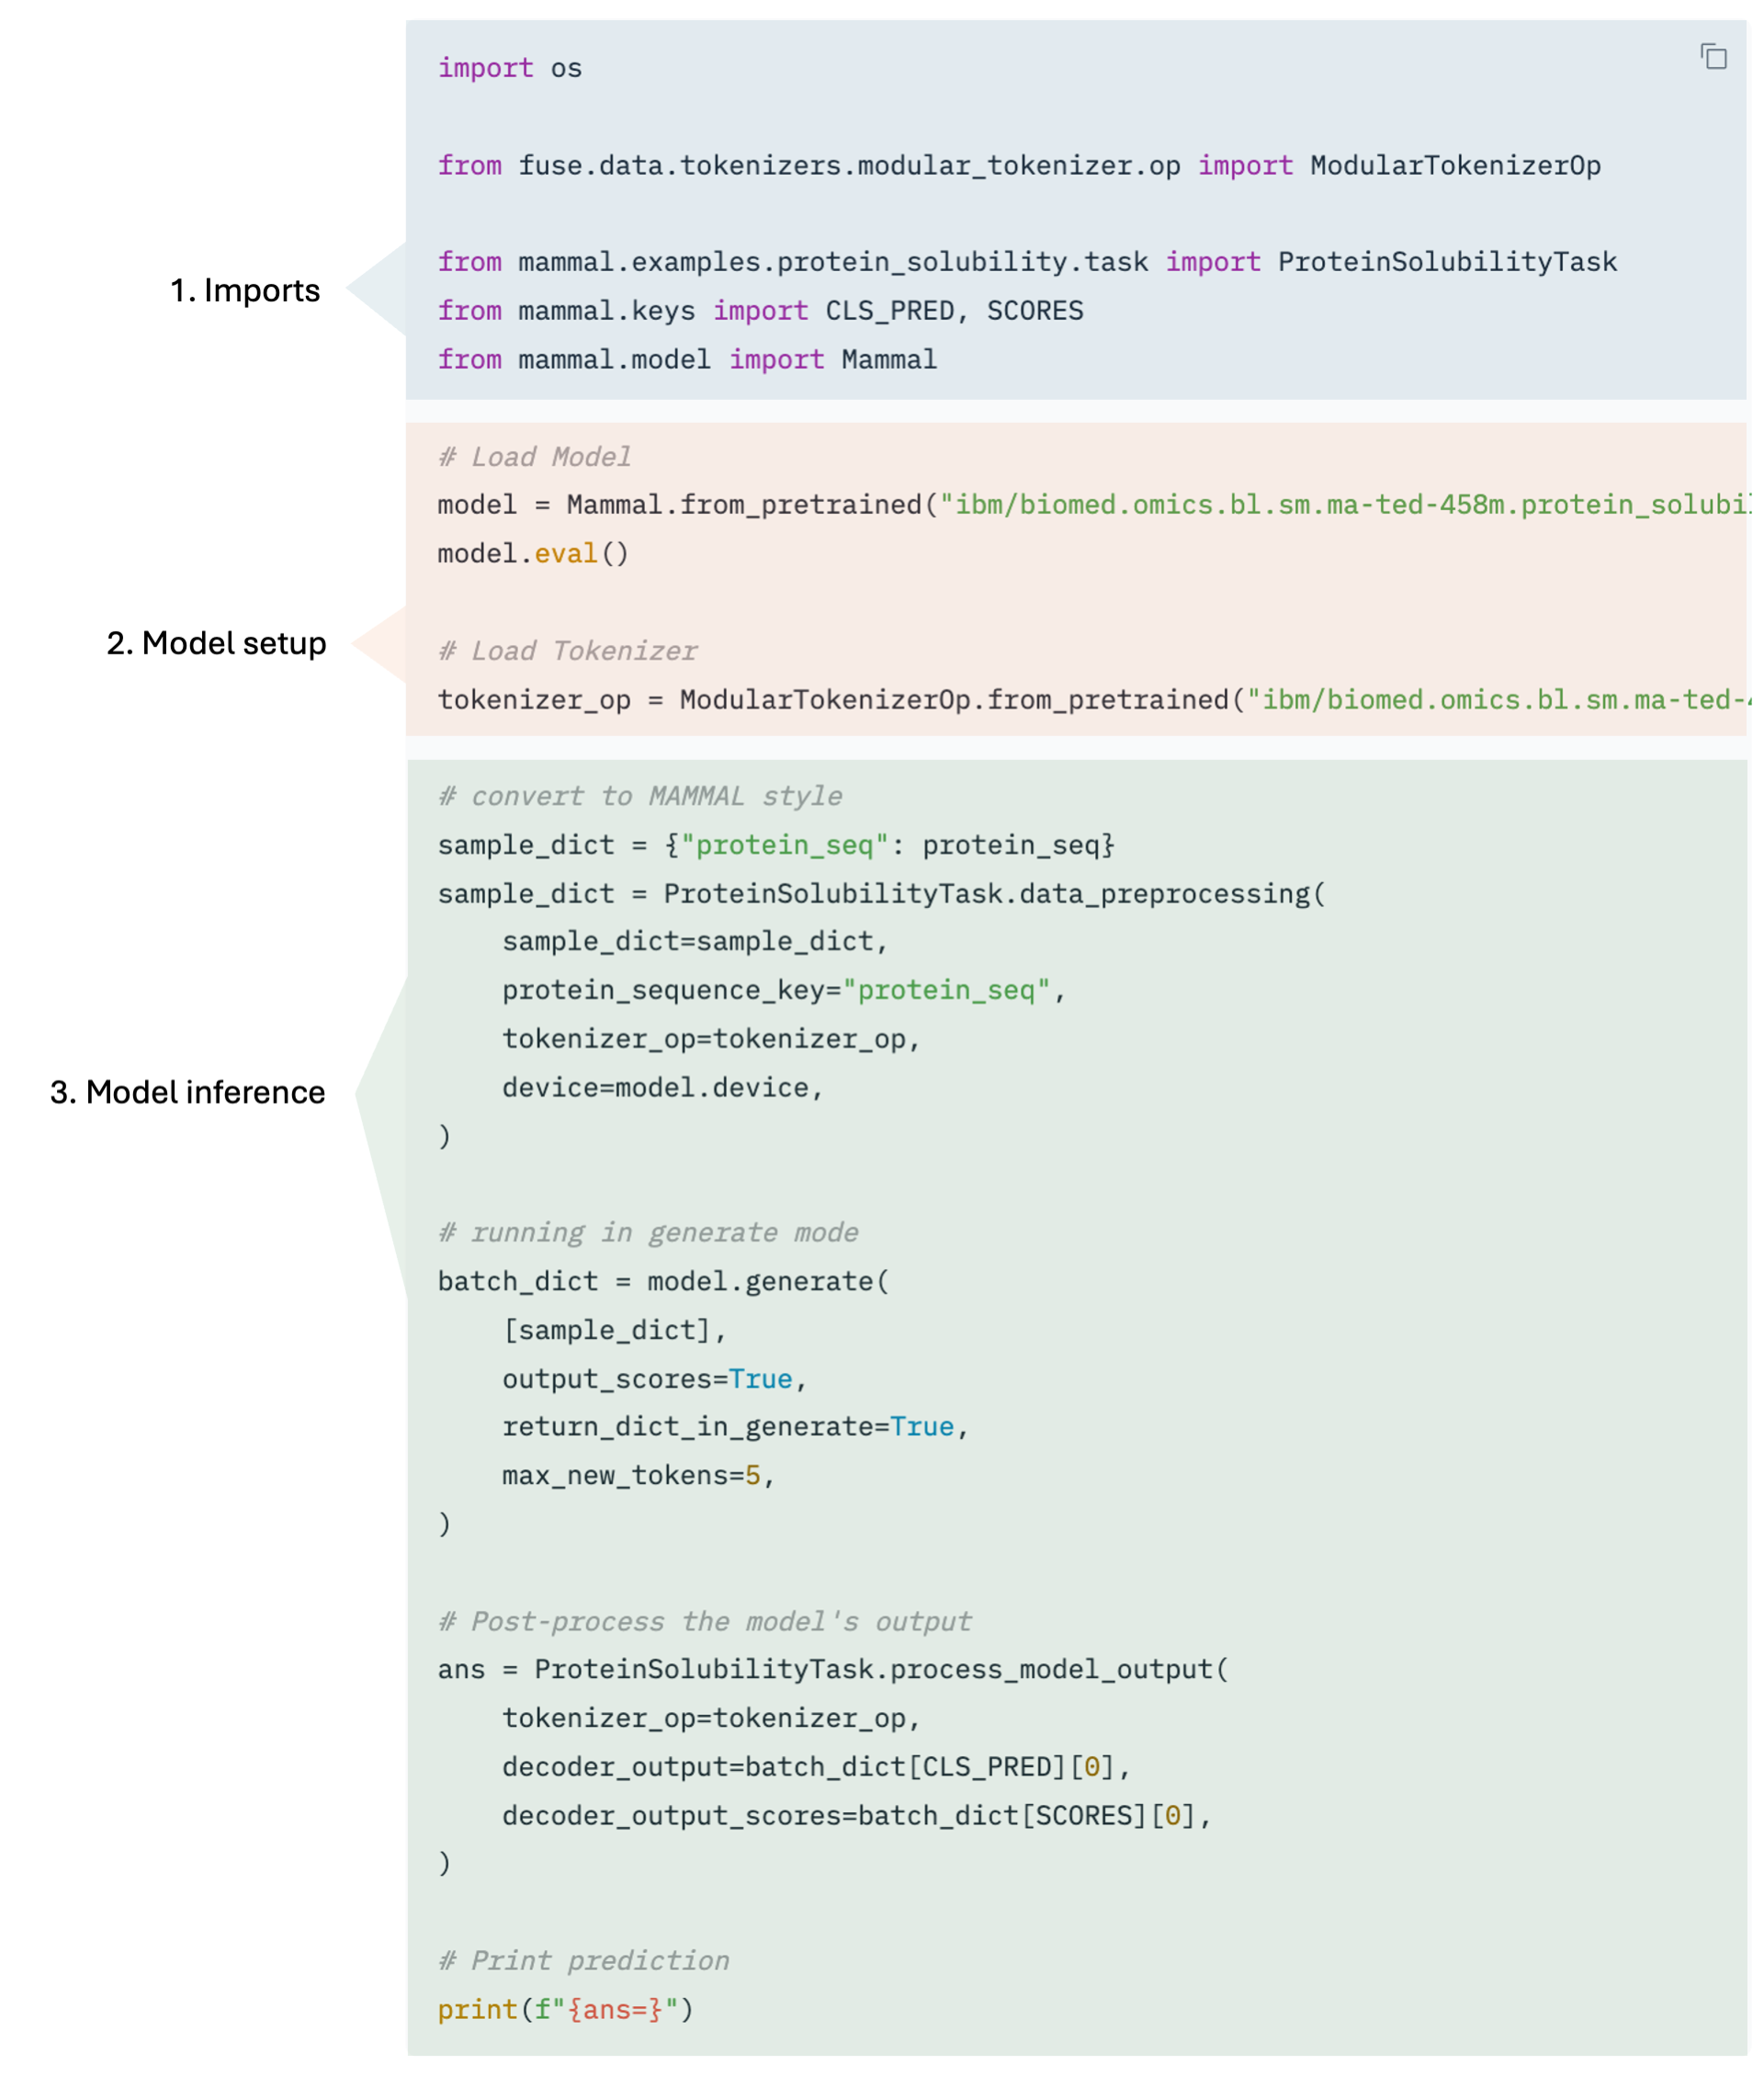 import os
from fuse.data.tokenizers.modular_tokenizer.op import ModularTokenizerOp
1. Imports
from mammal.examples.protein_solubility.task import ProteinSolubilityTask
from mammal.keys import CLS_PRED, SCORES
from mammal.model import Mammal
# Load Model
model = Mammal.from_pretrained("ibm/biomed.omics.bl.sm.ma-ted-458m.protein_solubil
model.eval()
2. Model setup
# Load Tokenizer
tokenizer_op = ModularTokenizerOp.from_pretrained("ibm/biomed.omics.bl.sm.ma-ted-4
# convert to MAMMAL style
sample_dict = {"protein_seq": protein_seq}
sample_dict = ProteinSolubilityTask.data_preprocessing(
    sample_dict=sample_dict,
    protein_sequence_key="protein_seq",
    tokenizer_op=tokenizer_op,
    device=model.device,
)
3. Model inference
# running in generate mode
batch_dict = model.generate(
    [sample_dict],
    output_scores=True,
    return_dict_in_generate=True,
    max_new_tokens=5,
)
# Post-process the model's output
ans = ProteinSolubilityTask.process_model_output(
    tokenizer_op=tokenizer_op,
    decoder_output=batch_dict[CLS_PRED][0],
    decoder_output_scores=batch_dict[SCORES][0],
)
# Print prediction
print(f"{ans=}")